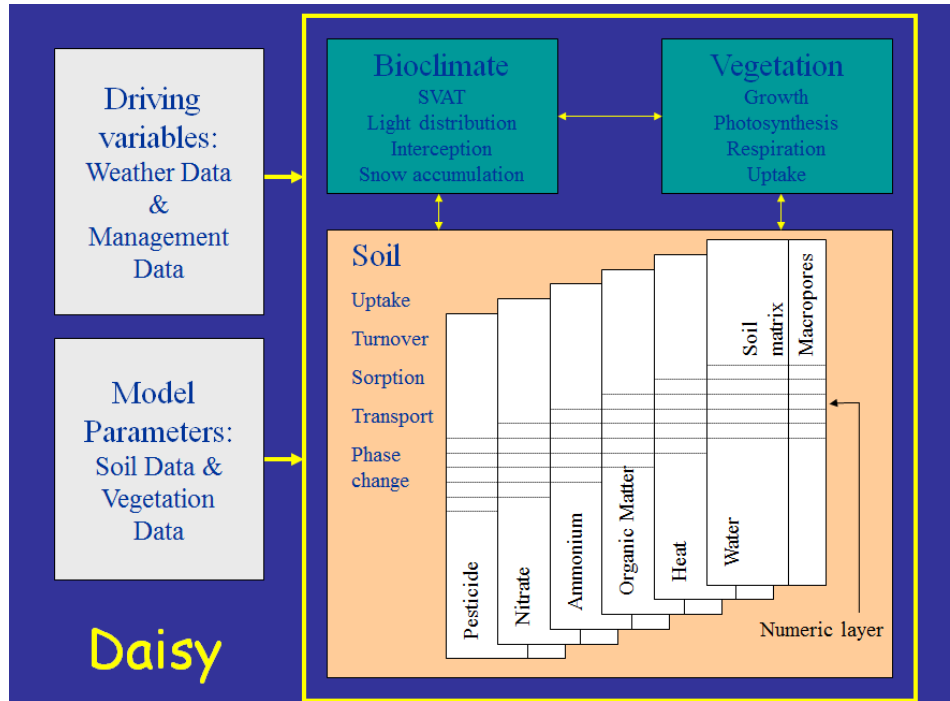 Driving
variables:
Weather Data
&
Management
Data
Model
Parameters:
Soil Data &
Vegetation
Data
Daisy
Bioclimate
SVAT
Light distribution
Interception
Snow accumulation
Vegetation
Growth
Photosynthesis
Respiration
Uptake
Soil
Uptake
Turnover
Sorption
Transport
Phase
change
Pesticide
Nitrate
Ammonium
Organic Matter
Heat
Water
Soil
matrix
Macropores
Numeric layer